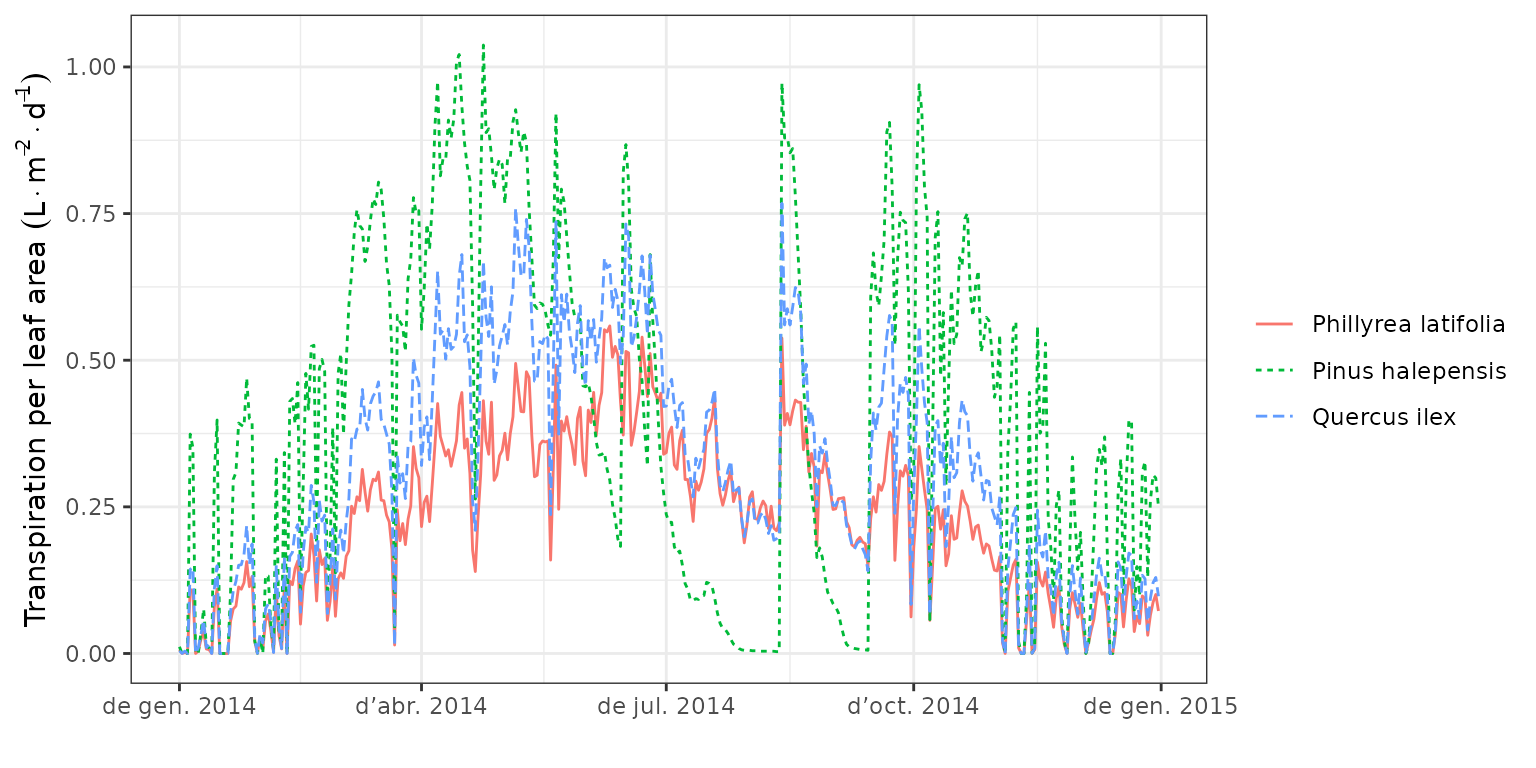 Transpiration per leaf area (L · m⁻² · d⁻¹)
1.00
0.75
0.50
0.25
0.00
de gen. 2014
d’abr. 2014
de jul. 2014
d’oct. 2014
de gen. 2015
Phillyrea latifolia
Pinus halepensis
Quercus ilex